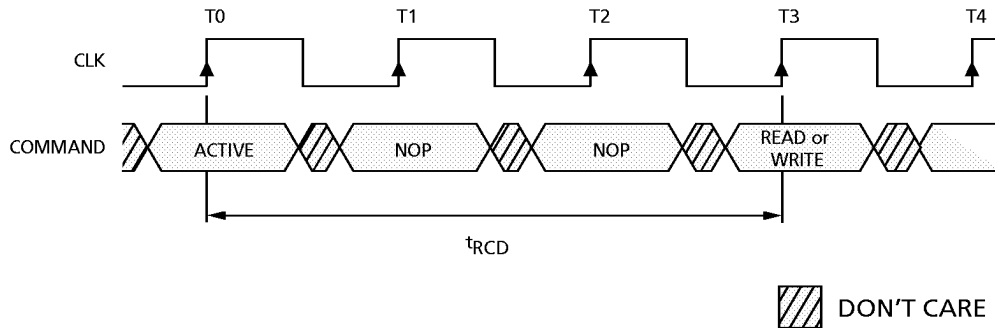 T0 T1 T2 T3 T4
CLK
COMMAND ACTIVE NOP NOP READ or WRITE
tRCD
DON'T CARE